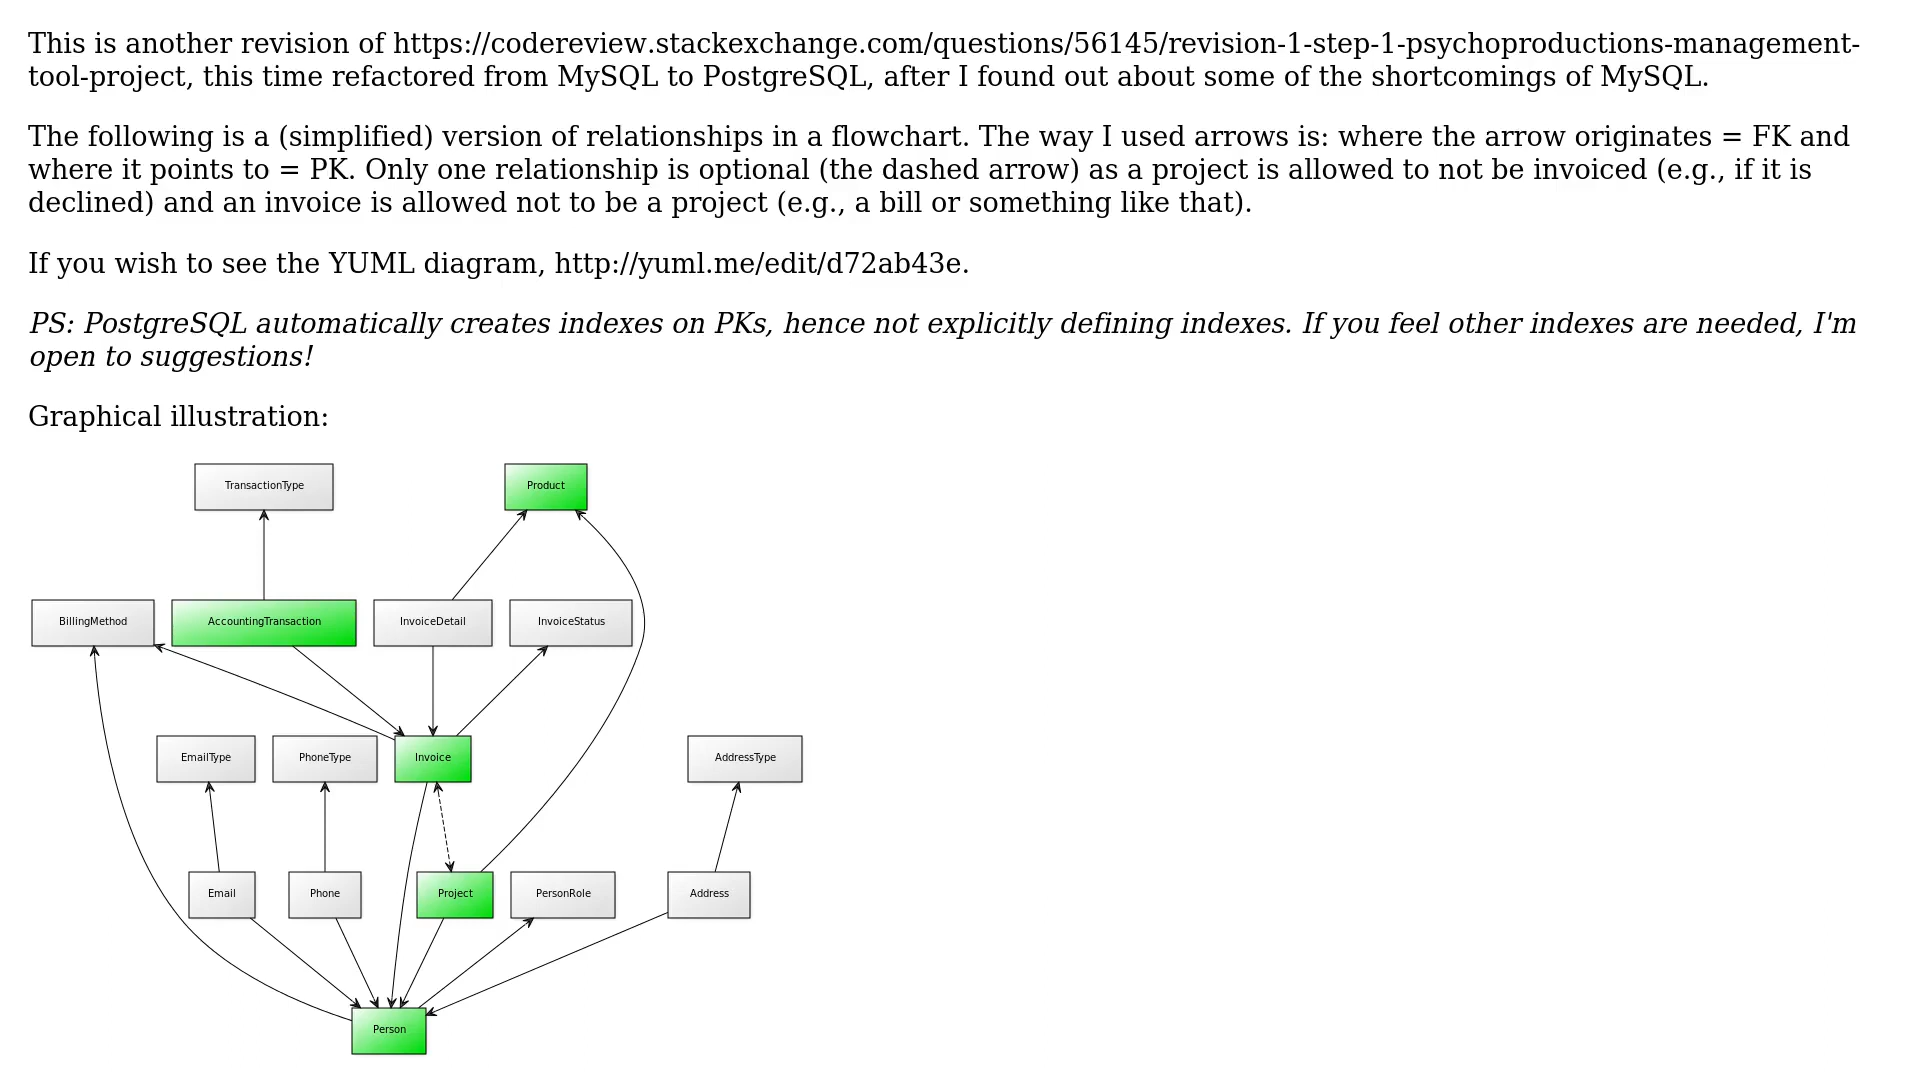 This is another revision of https://codereview.stackexchange.com/questions/56145/revision-1-step-1-psychoproductions-management-
tool-project, this time refactored from MySQL to PostgreSQL, after I found out about some of the shortcomings of MySQL.
The following is a (simplified) version of relationships in a flowchart. The way I used arrows is: where the arrow originates = FK and
where it points to = PK. Only one relationship is optional (the dashed arrow) as a project is allowed to not be invoiced (e.g., if it is
declined) and an invoice is allowed not to be a project (e.g., a bill or something like that).
If you wish to see the YUML diagram, http://yuml.me/edit/d72ab43e.
PS: PostgreSQL automatically creates indexes on PKs, hence not explicitly defining indexes. If you feel other indexes are needed, I'm
open to suggestions!
Graphical illustration:
TransactionType
Product
BillingMethod
AccountingTransaction
InvoiceDetail
InvoiceStatus
EmailType
PhoneType
Invoice
AddressType
Email
Phone
Project
PersonRole
Address
Person